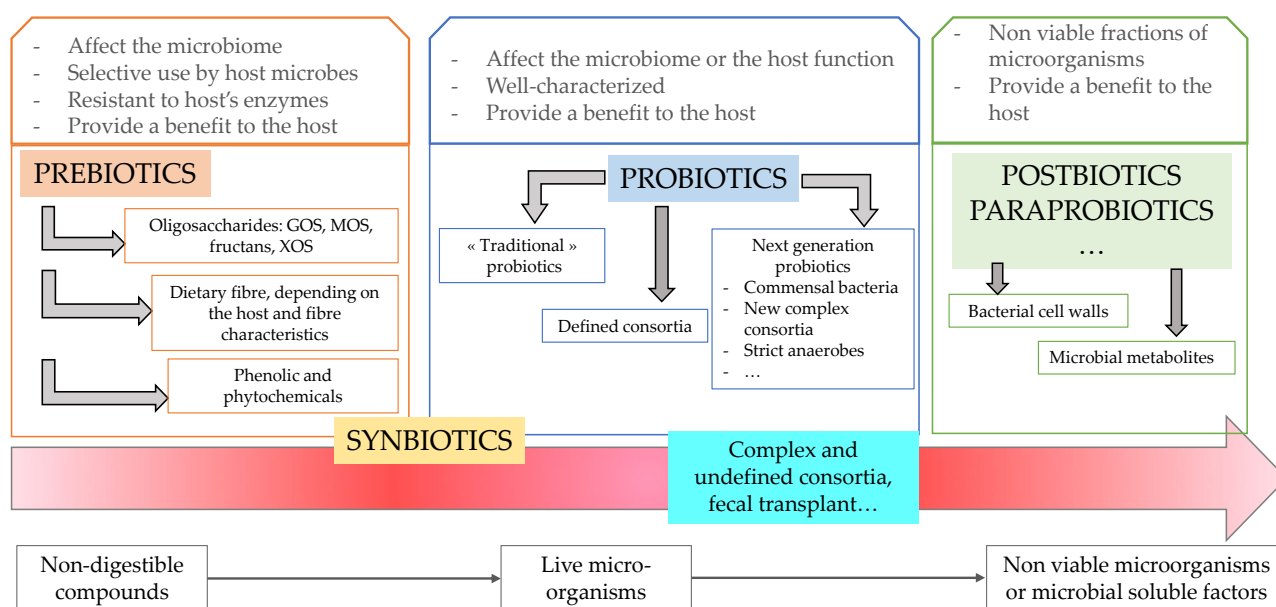 - Affect the microbiome
- Selective use by host microbes
- Resistant to host's enzymes
- Provide a benefit to the host
PREBIOTICS
Oligosaccharides: GOS, MOS,
fructans, XOS
Dietary fibre, depending on
the host and fibre
characteristics
Phenolic and
phytochemicals
- Affect the microbiome or the host function
- Well-characterized
- Provide a benefit to the host
PROBIOTICS
« Traditional »
probiotics
Defined consortia
Next generation
probiotics
- Commensal bacteria
- New complex
consortia
- Strict anaerobes
- …
- Non viable fractions of
microorganisms
- Provide a benefit to the
host
POSTBIOTICS
PARAPROBIOTICS
…
Bacterial cell walls
Microbial metabolites
SYNBIOTICS
Complex and
undefined consortia,
fecal transplant…
Non-digestible
compounds
Live micro-
organisms
Non viable microorganisms
or microbial soluble factors